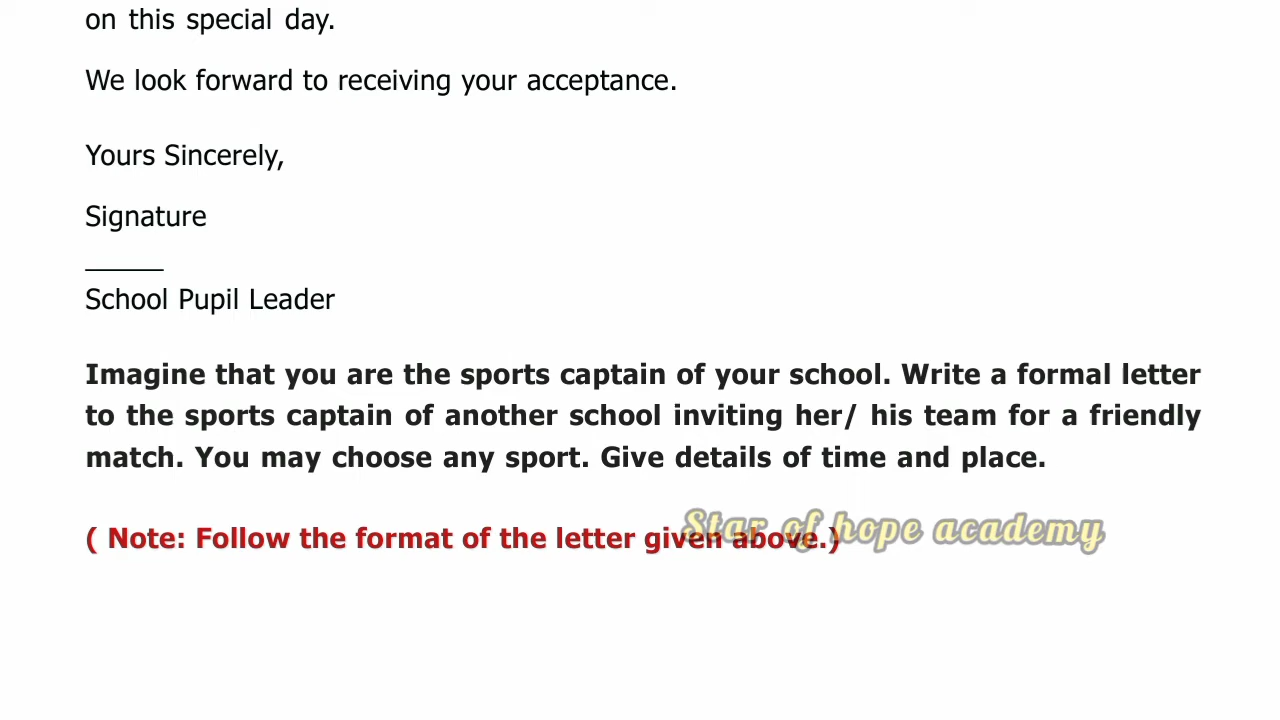 on this special day.
We look forward to receiving your acceptance.
Yours Sincerely,
Signature
School Pupil Leader
Imagine that you are the sports captain of your school. Write a formal letter
to the sports captain of another school inviting her/ his team for a friendly
match. You may choose any sport. Give details of time and place.
( Note: Follow the format of the letter given above.)
Star of hope academy